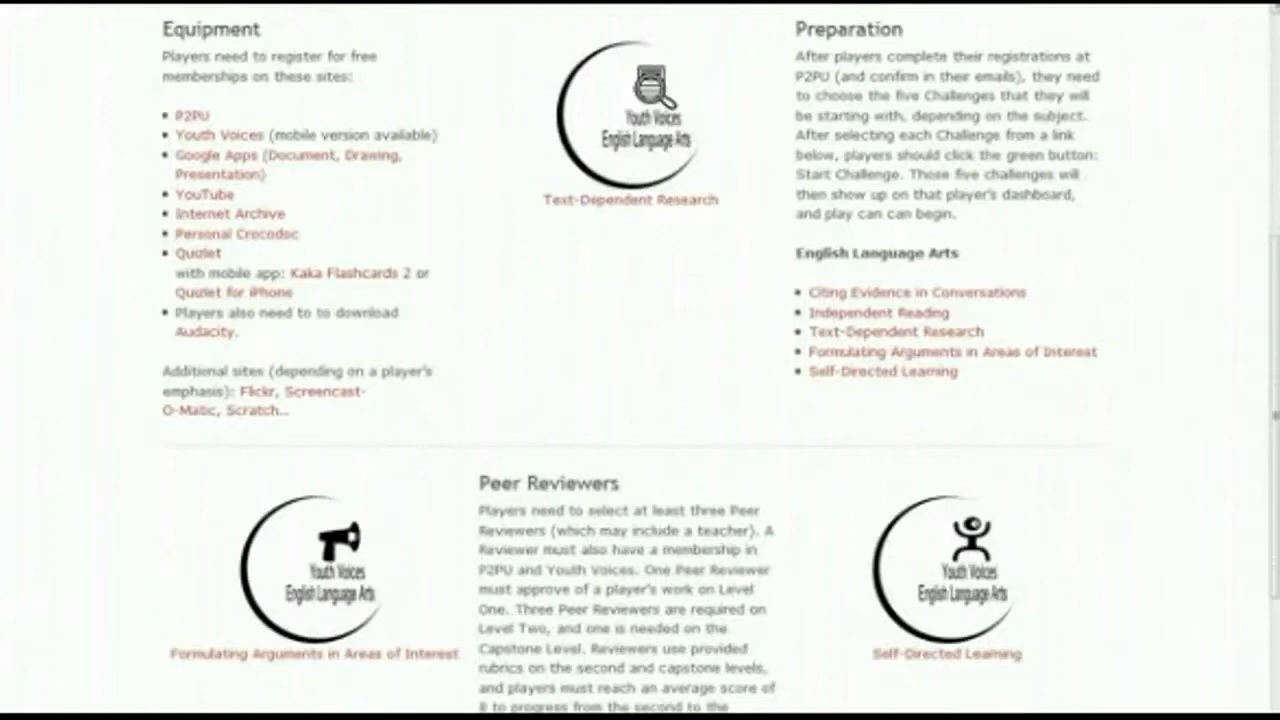 Equipment
Players need to register for free
memberships on these sites:
P2PU
Youth Voices (mobile version available)
Google Apps (Document, Drawing,
Presentation)
YouTube
Internet Archive
Personal Crocodoc
Quizlet
with mobile app: Kaka Flashcards 2 or
Quizlet for iPhone
Players also need to to download
Audacity.
Additional sites (depending on a player's
emphasis): Flickr, Screencast-
O-Matic, Scratch...
Youth Voices
English Language Arts
Text-Dependent Research
Preparation
After players complete their registrations at
P2PU (and confirm in their emails), they need
to choose the five Challenges that they will
be starting with, depending on the subject.
After selecting each Challenge from a link
below, players should click the green button:
Start Challenge. Those five challenges will
then show up on that player's dashboard,
and play can can begin.
English Language Arts
Citing Evidence in Conversations
Independent Reading
Text-Dependent Research
Formulating Arguments in Areas of Interest
Self-Directed Learning
Youth Voices
English Language Arts
Formulating Arguments in Areas of Interest
Peer Reviewers
Players need to select at least three Peer
Reviewers (which may include a teacher). A
Reviewer must also have a membership in
P2PU and Youth Voices. One Peer Reviewer
must approve of a player's work on Level
One. Three Peer Reviewers are required on
Level Two, and one is needed on the
Capstone Level. Reviewers use provided
rubrics on the second and capstone levels,
and players must reach an average score of
8 to progress from the second to the
Youth Voices
English Language Arts
Self-Directed Learning